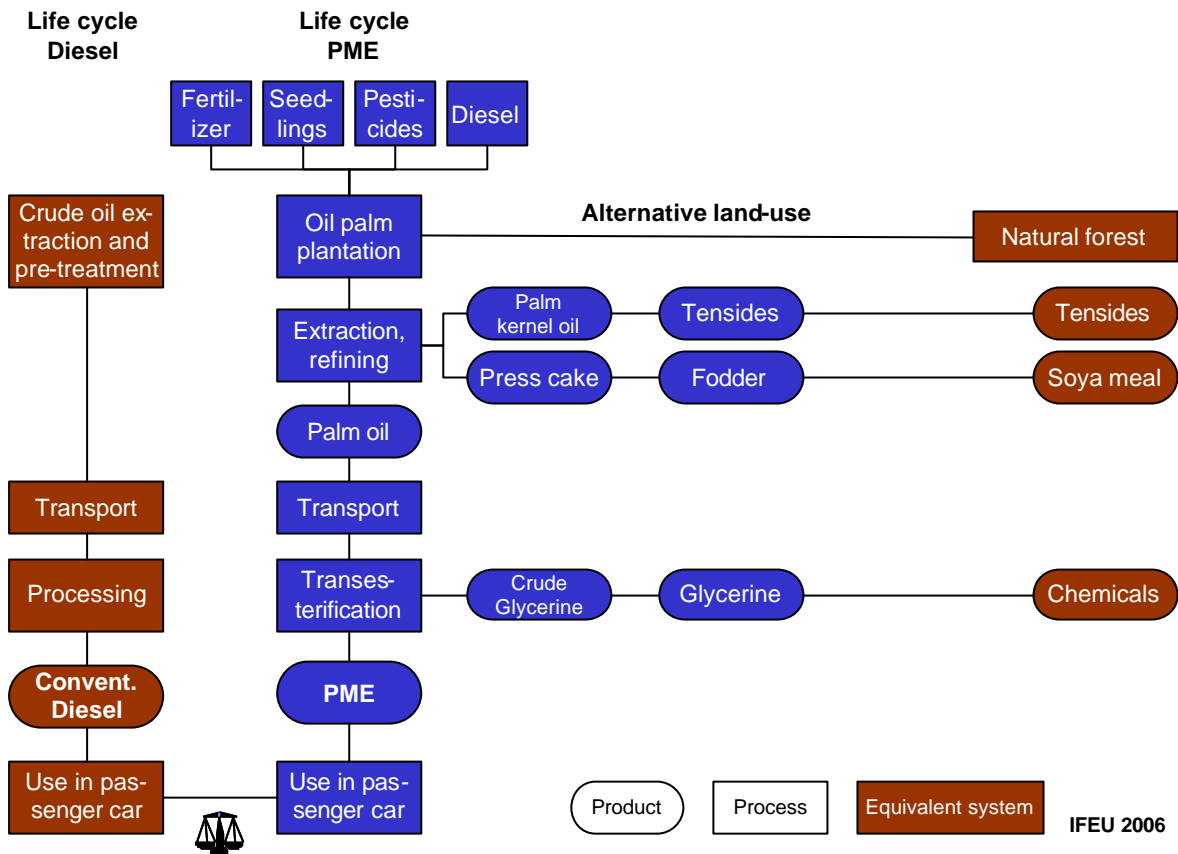 Life cycle
Diesel
Life cycle
PME
Fertil-
izer
Seed-
lings
Pesti-
cides
Diesel
Crude oil ex-
traction and
pre-treatment
Oil palm
plantation
Alternative land-use
Natural forest
Extraction,
refining
Palm
kernel oil
Tensides
Tensides
Press cake
Fodder
Soya meal
Palm oil
Transport
Transport
Processing
Transes-
terification
Crude
Glycerine
Glycerine
Chemicals
Convent.
Diesel
PME
Use in pas-
senger car
Use in pas-
senger car
Product
Process
Equivalent system
IFEU 2006